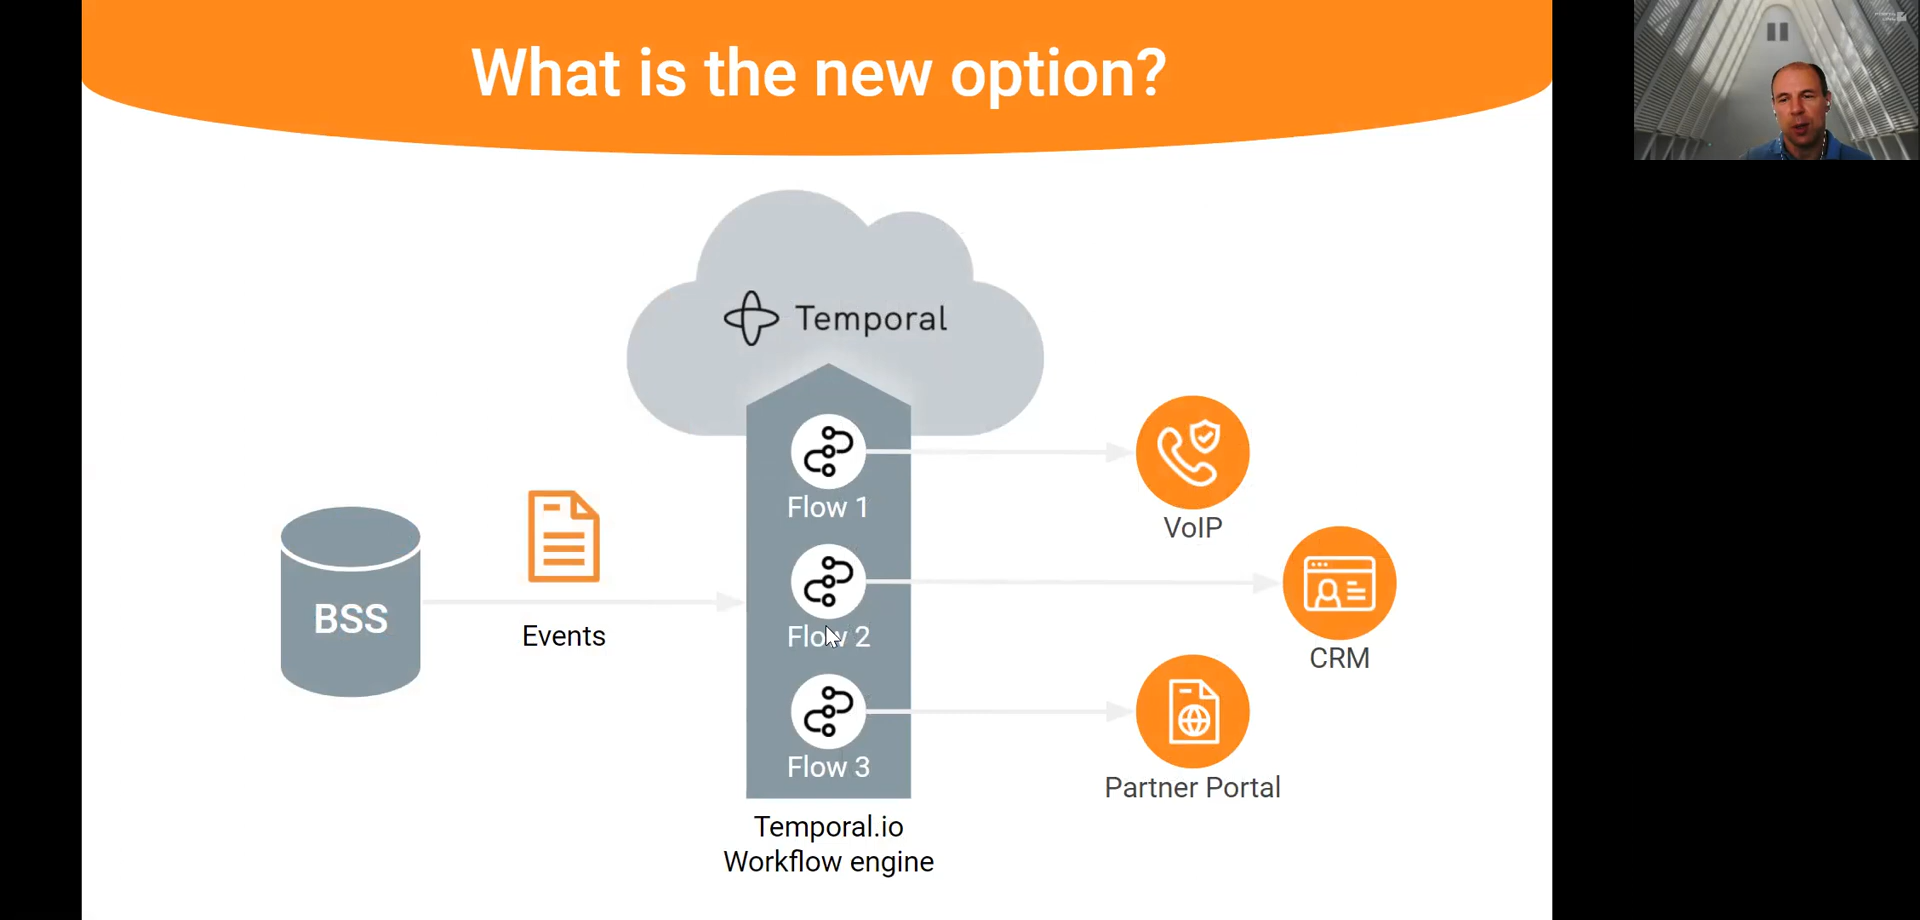 What is the new option?
Temporal
Flow 1
VoIP
BSS
Events
Flow 2
CRM
Flow 3
Partner Portal
Temporal.io
Workflow engine